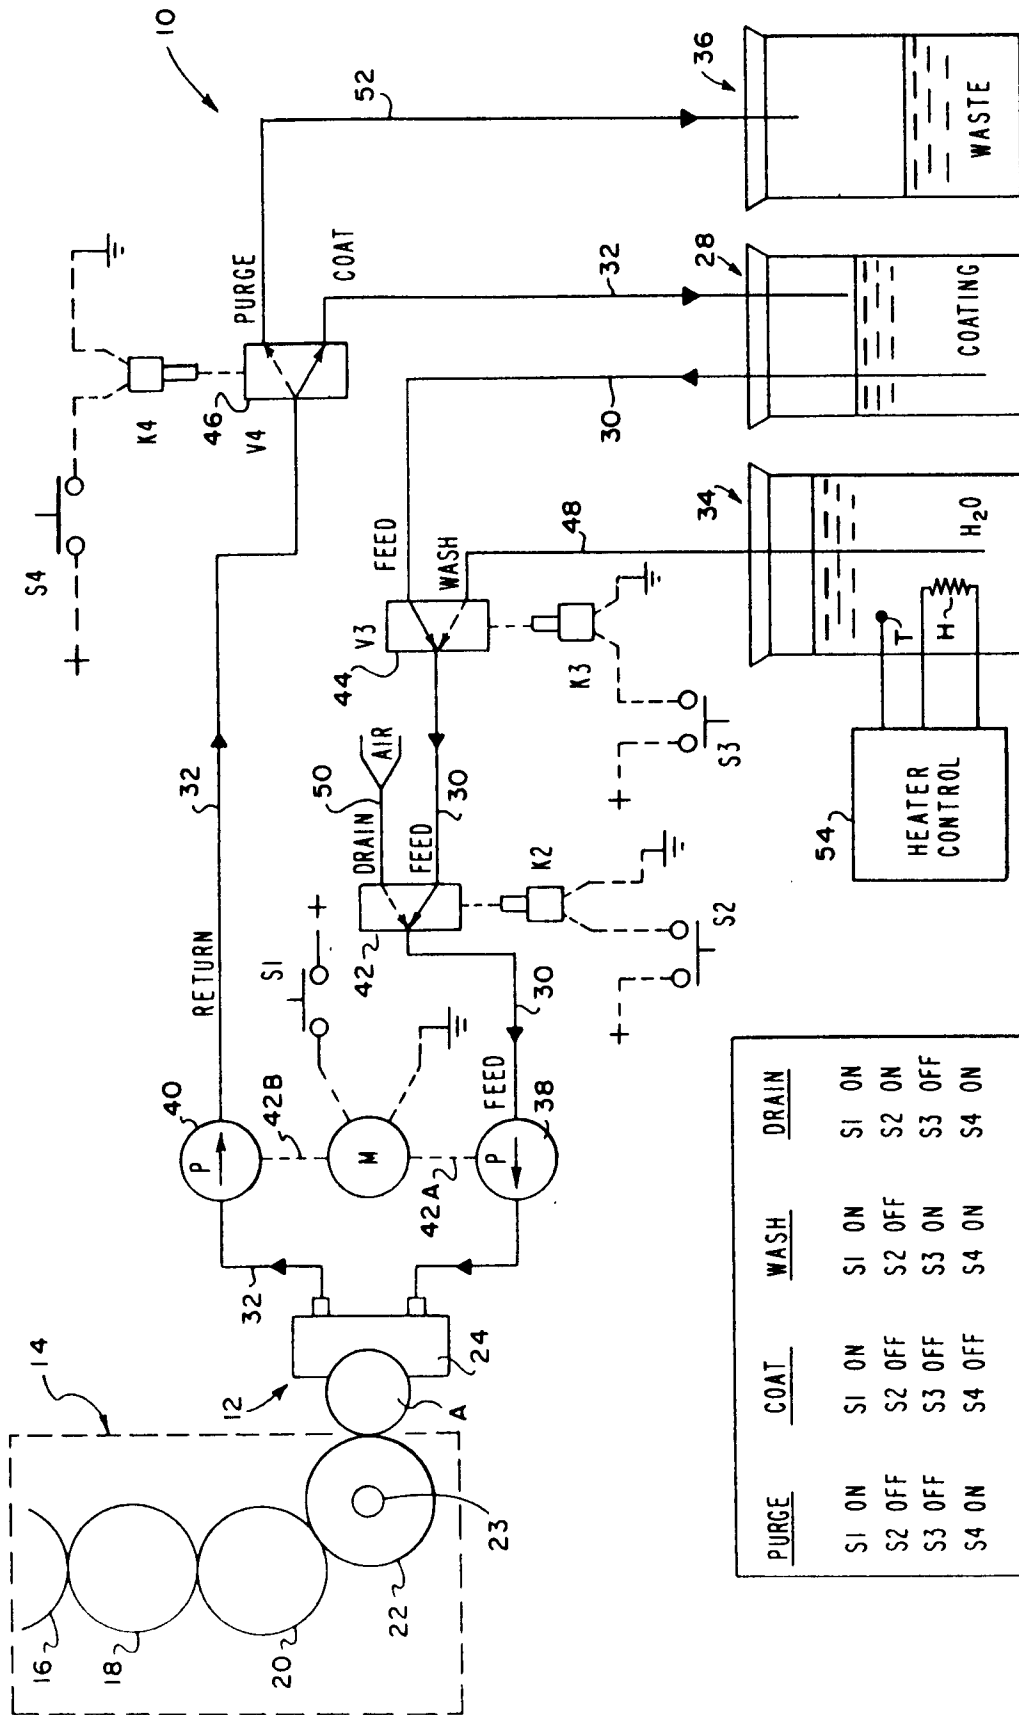 10
14
16
18
20
22
23
12
A
24
32
40
P
RETURN
32
42B
M
42A
38
P
FEED
30
S1
+
42
DRAIN
50
AIR
FEED
30
K2
S2
+
V3
44
FEED
WASH
K3
S3
+
S4
+
K4
46
V4
PURGE
COAT
52
32
30
48
36
WASTE
28
COATING
34
H2O
T
H
54
HEATER
CONTROL
PURGE COAT WASH DRAIN
S1 ON S1 ON S1 ON S1 ON
S2 OFF S2 OFF S2 OFF S2 ON
S3 OFF S3 OFF S3 ON S3 OFF
S4 ON S4 OFF S4 ON S4 ON